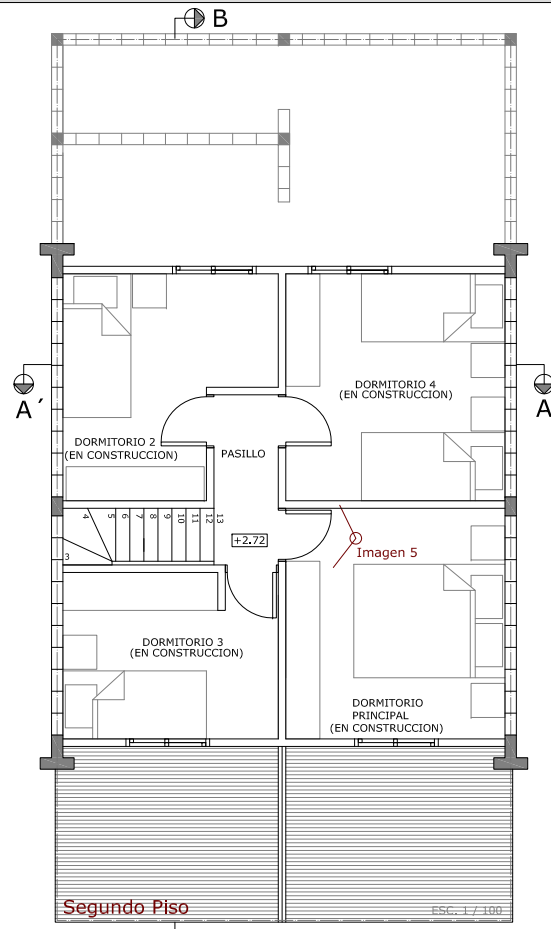 B
A´
A
DORMITORIO 4
(EN CONSTRUCCION)
DORMITORIO 2
(EN CONSTRUCCION)
PASILLO
3
4
5
6
7
8
9
10
11
12
13
+2.72
Imagen 5
DORMITORIO 3
(EN CONSTRUCCION)
DORMITORIO
PRINCIPAL
(EN CONSTRUCCION)
Segundo Piso
ESC. 1 / 100